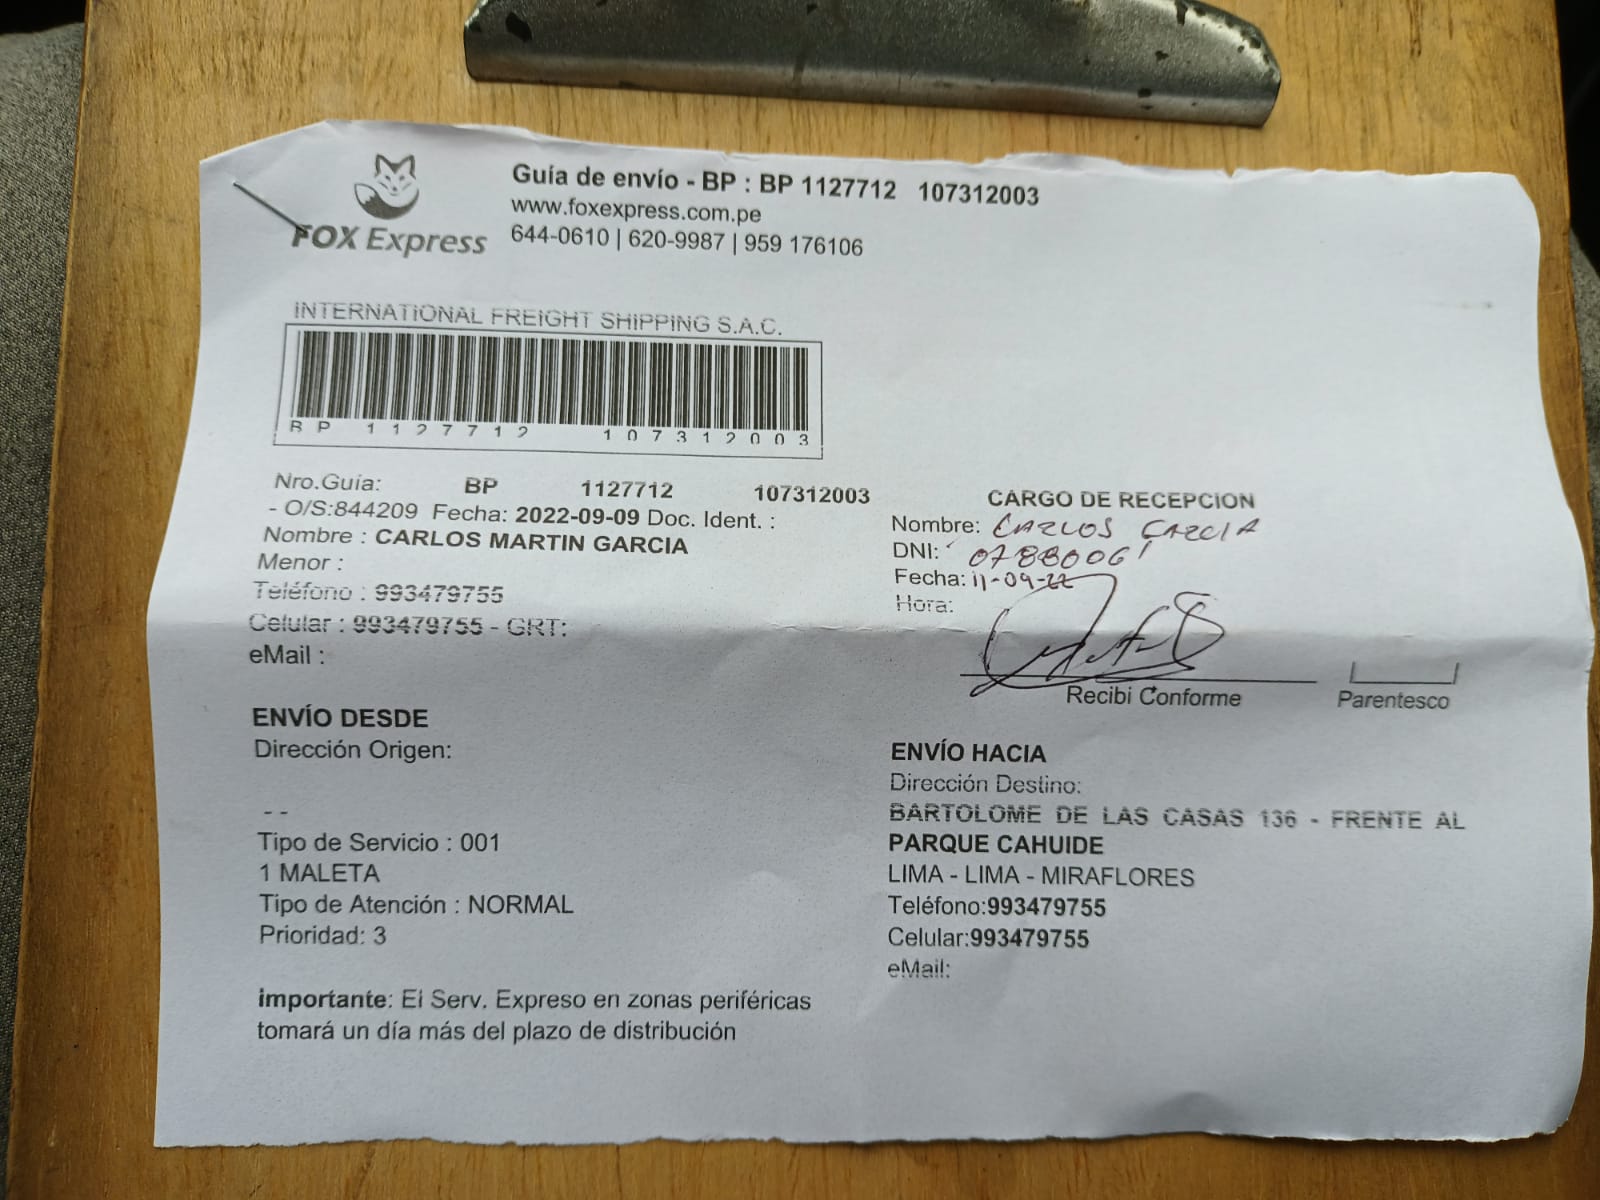 FOX Express
Guía de envío - BP : BP 1127712 107312003
www.foxexpress.com.pe
644-0610 | 620-9987 | 959 176106
INTERNATIONAL FREIGHT SHIPPING S.A.C.
BP 1127712 107312003
Nro.Guía: BP 1127712 107312003
- O/S:844209 Fecha: 2022-09-09 Doc. Ident. :
Nombre : CARLOS MARTIN GARCIA
Menor :
Teléfono : 993479755
Celular : 993479755 - GRT:
eMail :
CARGO DE RECEPCION
Nombre: CARLOS GARCIA
DNI: 07880061
Fecha: 11-09-22
Hora:
Recibi Conforme
Parentesco
ENVÍO DESDE
Dirección Origen:
- -
Tipo de Servicio : 001
1 MALETA
Tipo de Atención : NORMAL
Prioridad: 3
ENVÍO HACIA
Dirección Destino:
BARTOLOME DE LAS CASAS 136 - FRENTE AL
PARQUE CAHUIDE
LIMA - LIMA - MIRAFLORES
Teléfono:993479755
Celular:993479755
eMail:
importante: El Serv. Expreso en zonas periféricas
tomará un día más del plazo de distribución